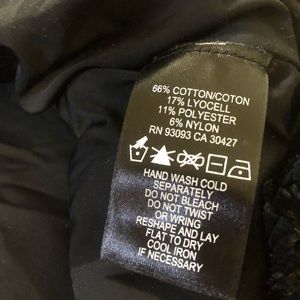 66% COTTON/COTON
17% LYOCELL
11% POLYESTER
6% NYLON
RN 93093 CA 30427
HAND WASH COLD
SEPARATELY
DO NOT BLEACH
DO NOT TWIST
OR WRING
RESHAPE AND LAY
FLAT TO DRY
COOL IRON
IF NECESSARY